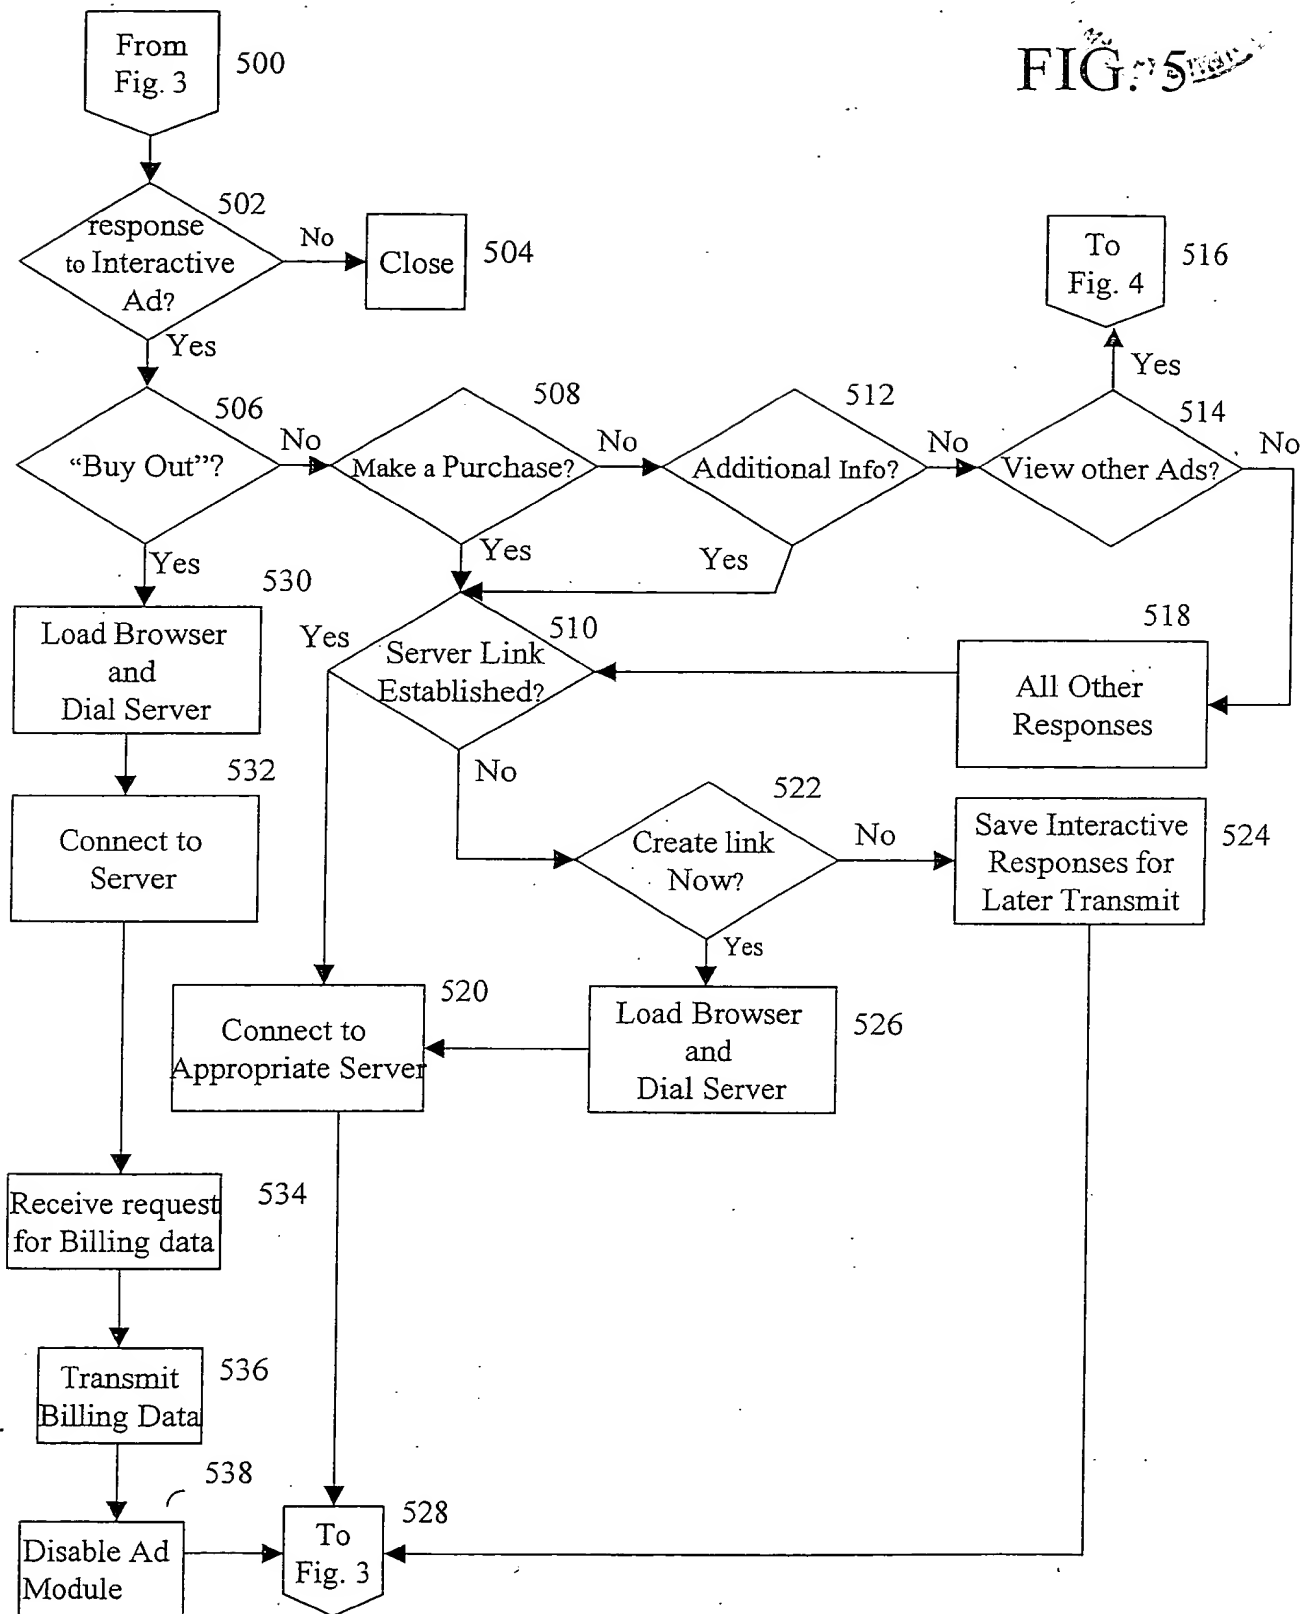 From
Fig. 3
500
FIG. 5
502
response
to Interactive
Ad?
No
Close
504
To
Fig. 4
516
Yes
Yes
506
"Buy Out"?
No
508
Make a Purchase?
No
512
Additional Info?
No
514
View other Ads?
No
Yes
530
Load Browser
and
Dial Server
Yes
Yes
Yes
510
Server Link
Established?
No
518
All Other
Responses
532
Connect to
Server
522
Create link
Now?
No
Save Interactive
Responses for
Later Transmit
524
Yes
520
Connect to
Appropriate Server
Load Browser
and
Dial Server
526
Receive request
for Billing data
534
Transmit
Billing Data
536
538
Disable Ad
Module
To
Fig. 3
528